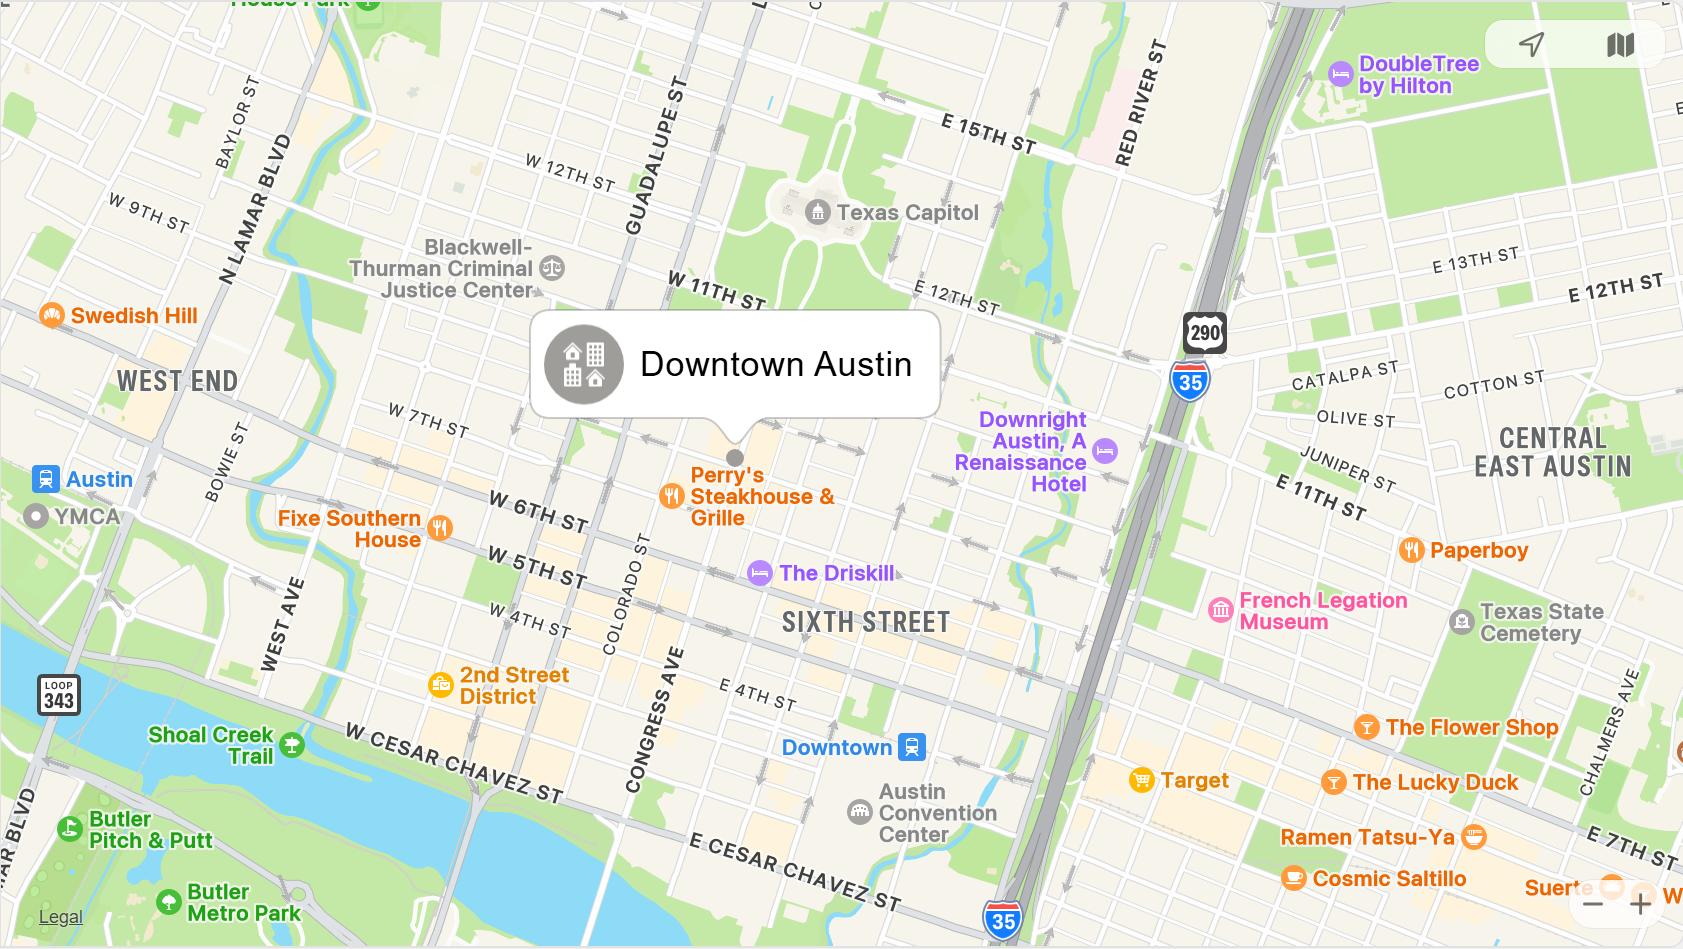 House Park
DoubleTree
by Hilton
RED RIVER ST
E 15TH ST
BAYLOR ST
GUADALUPE ST
W 12TH ST
N LAMAR BLVD
W 9TH ST
Texas Capitol
Blackwell-
Thurman Criminal
Justice Center
E 13TH ST
W 11TH ST
E 12TH ST
E 12TH ST
Swedish Hill
290
Downtown Austin
WEST END
35
CATALPA ST
COTTON ST
OLIVE ST
W 7TH ST
Downright
Austin, A
Renaissance
Hotel
CENTRAL
EAST AUSTIN
JUNIPER ST
BOWIE ST
Austin
Perry's
Steakhouse &
Grille
E 11TH ST
YMCA
W 6TH ST
Fixe Southern
House
Paperboy
W 5TH ST
COLORADO ST
The Driskill
French Legation
Museum
Texas State
Cemetery
WEST AVE
W 4TH ST
SIXTH STREET
2nd Street
District
LOOP
343
E 4TH ST
CONGRESS AVE
CHALMERS AVE
Shoal Creek
Trail
W CESAR CHAVEZ ST
Downtown
The Flower Shop
Target
The Lucky Duck
Austin
Convention
Center
Butler
Pitch & Putt
Ramen Tatsu-Ya
E 7TH ST
E CESAR CHAVEZ ST
Cosmic Saltillo
Suerte
W
Butler
Metro Park
MAR BLVD
Legal
35